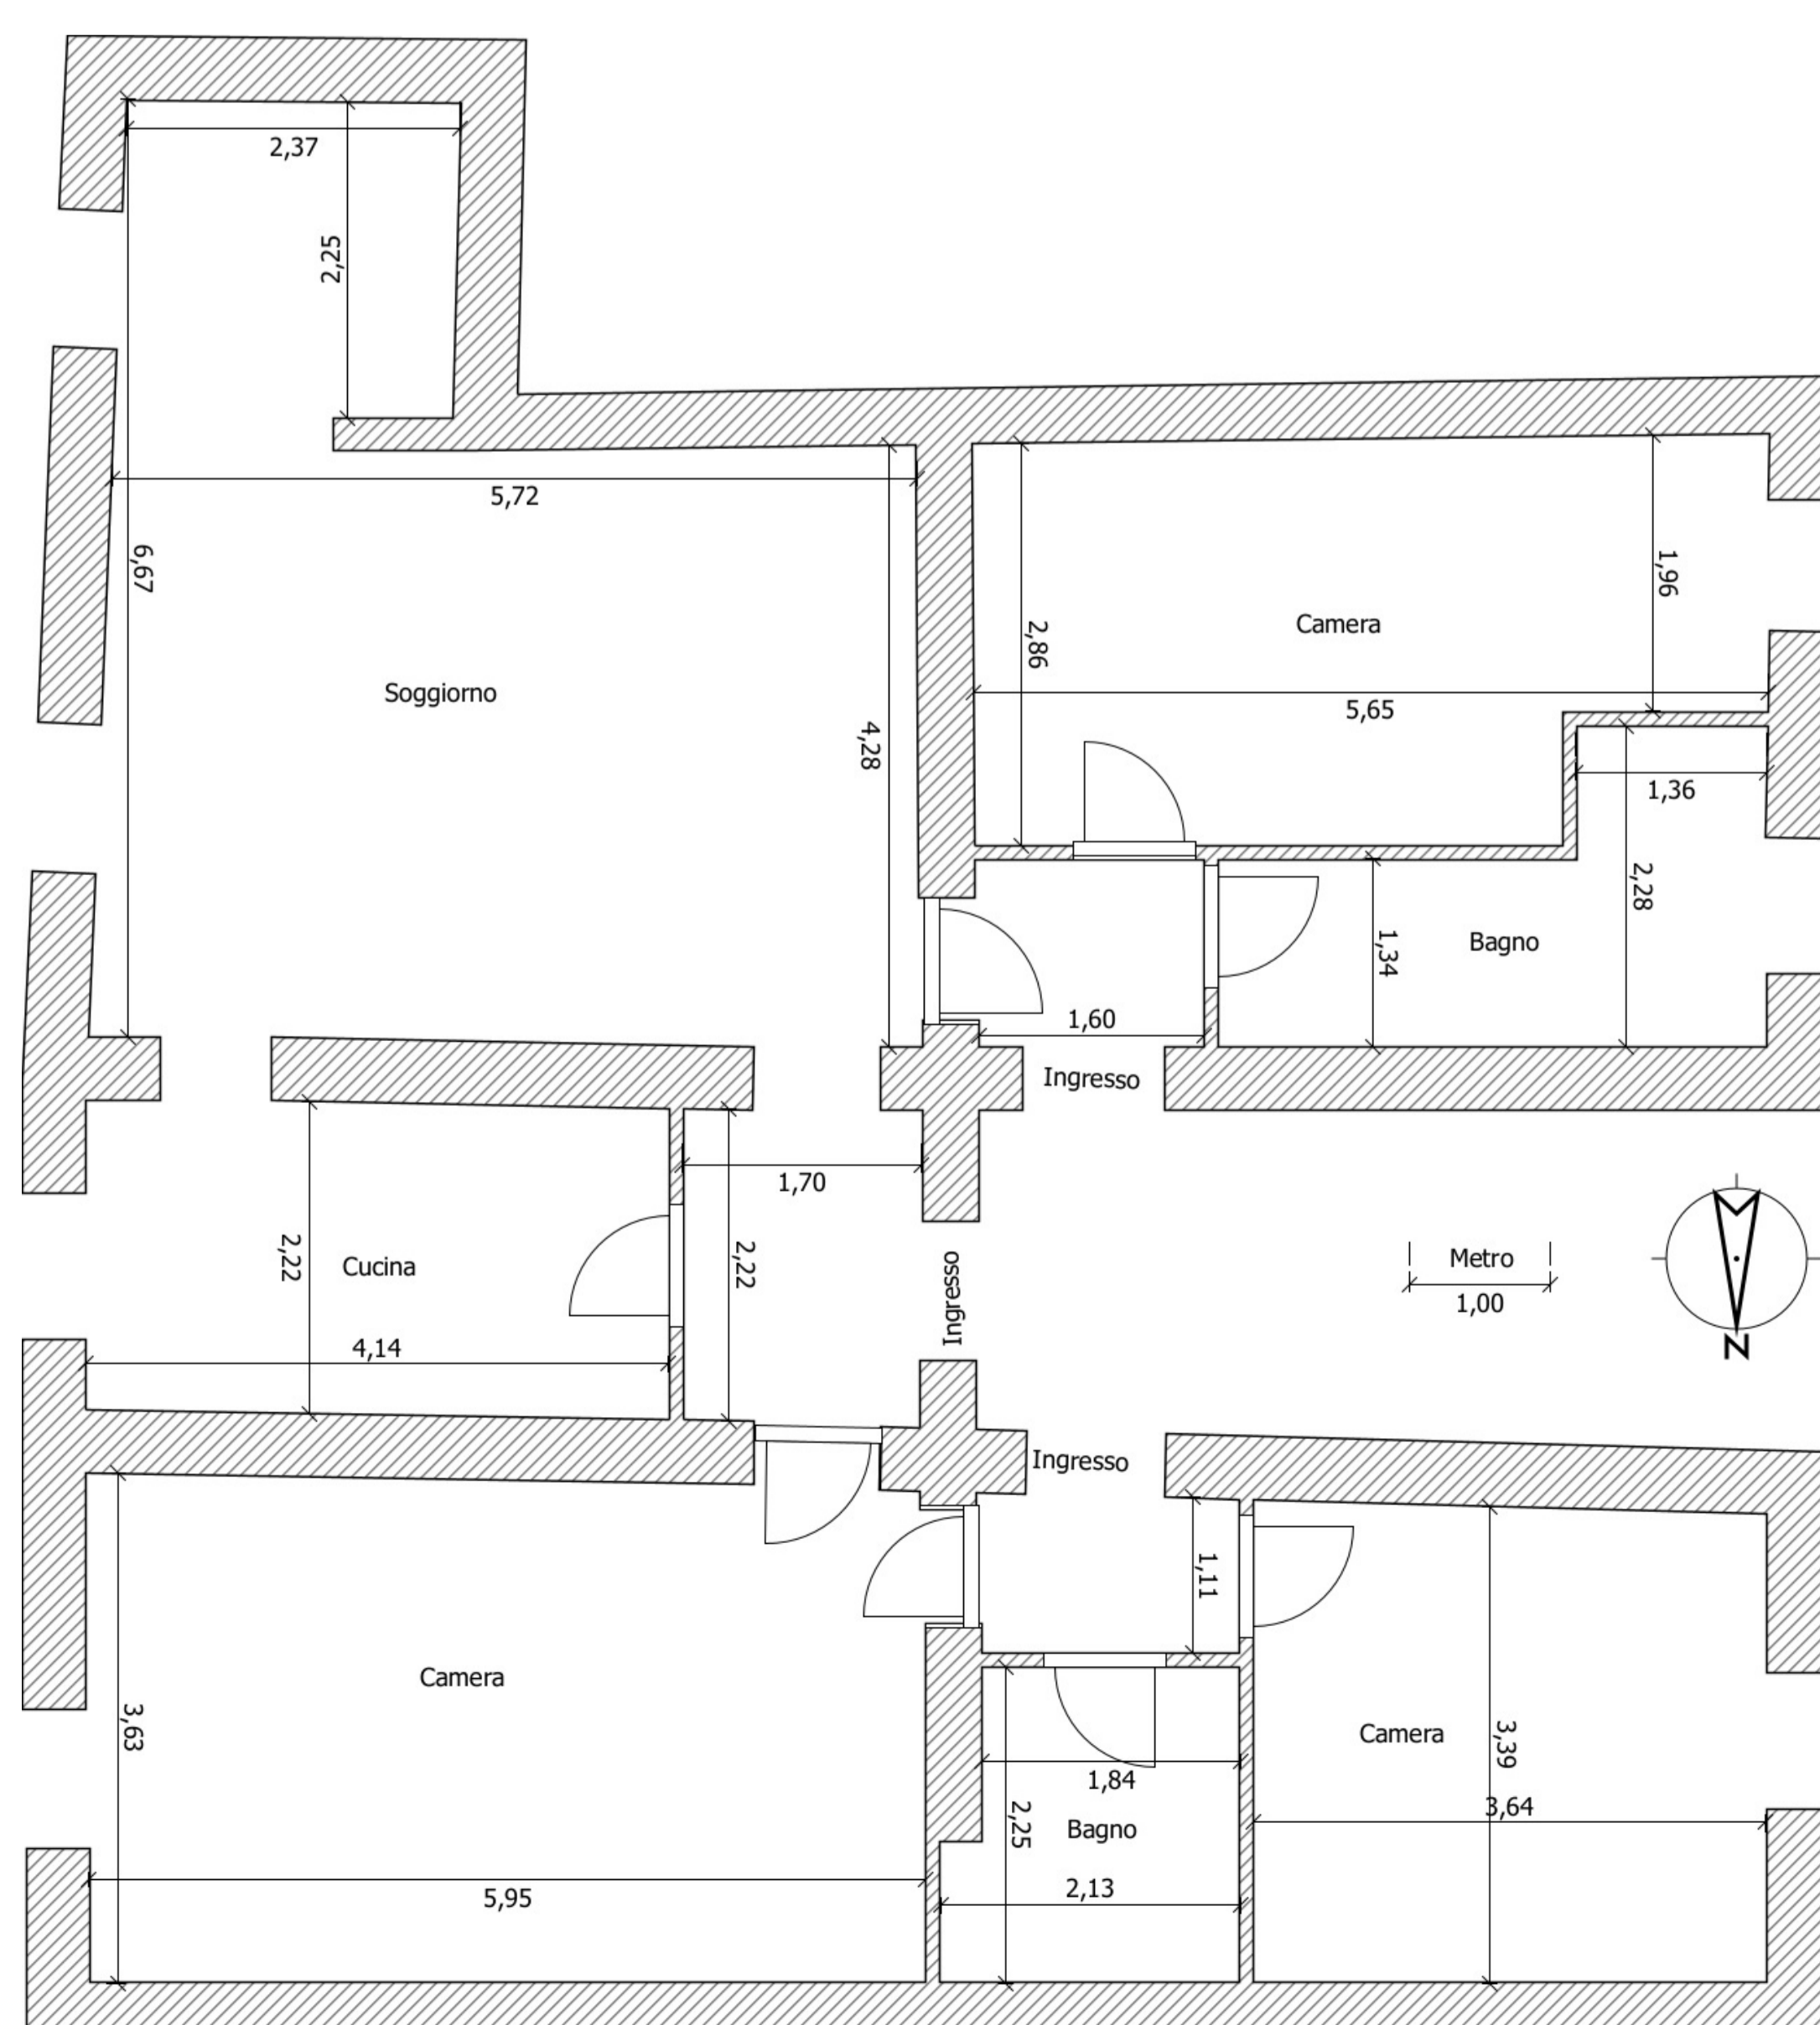 2,37
2,25
5,72
6,67
Soggiorno
4,28
2,86
Camera
1,96
5,65
1,36
2,28
1,34
Bagno
1,60
Ingresso
1,70
2,22
Cucina
2,22
4,14
Ingresso
Metro
1,00
N
Ingresso
1,11
Camera
3,63
5,95
1,84
2,25
Bagno
2,13
Camera
3,39
3,64